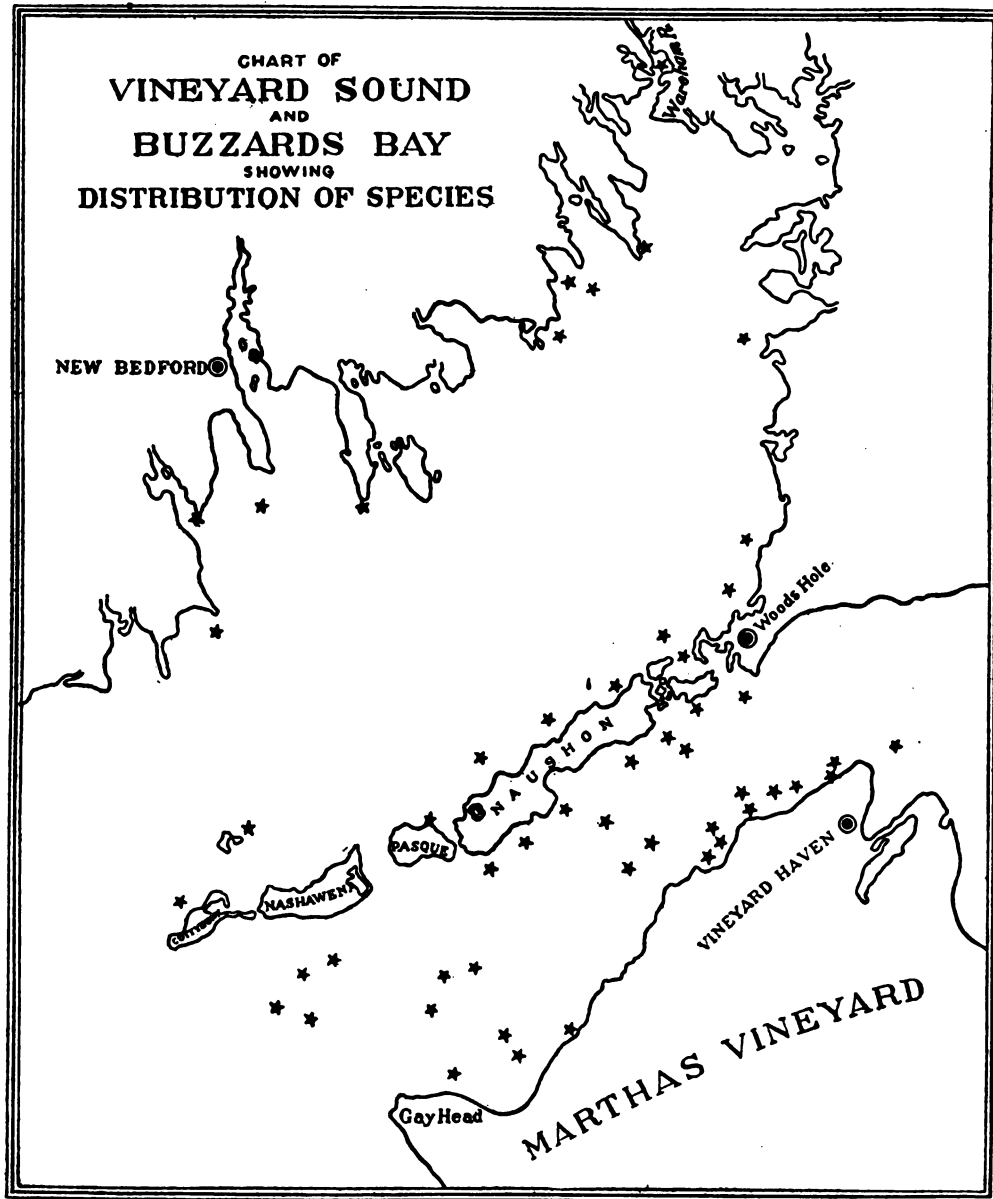 CHART OF
VINEYARD SOUND
AND
BUZZARDS BAY
SHOWING
DISTRIBUTION OF SPECIES
Wareham R.
NEW BEDFORD
Woods Hole
NAUSHON
PASQUE
NASHAWENA
VINEYARD HAVEN
MARTHAS VINEYARD
Gay Head